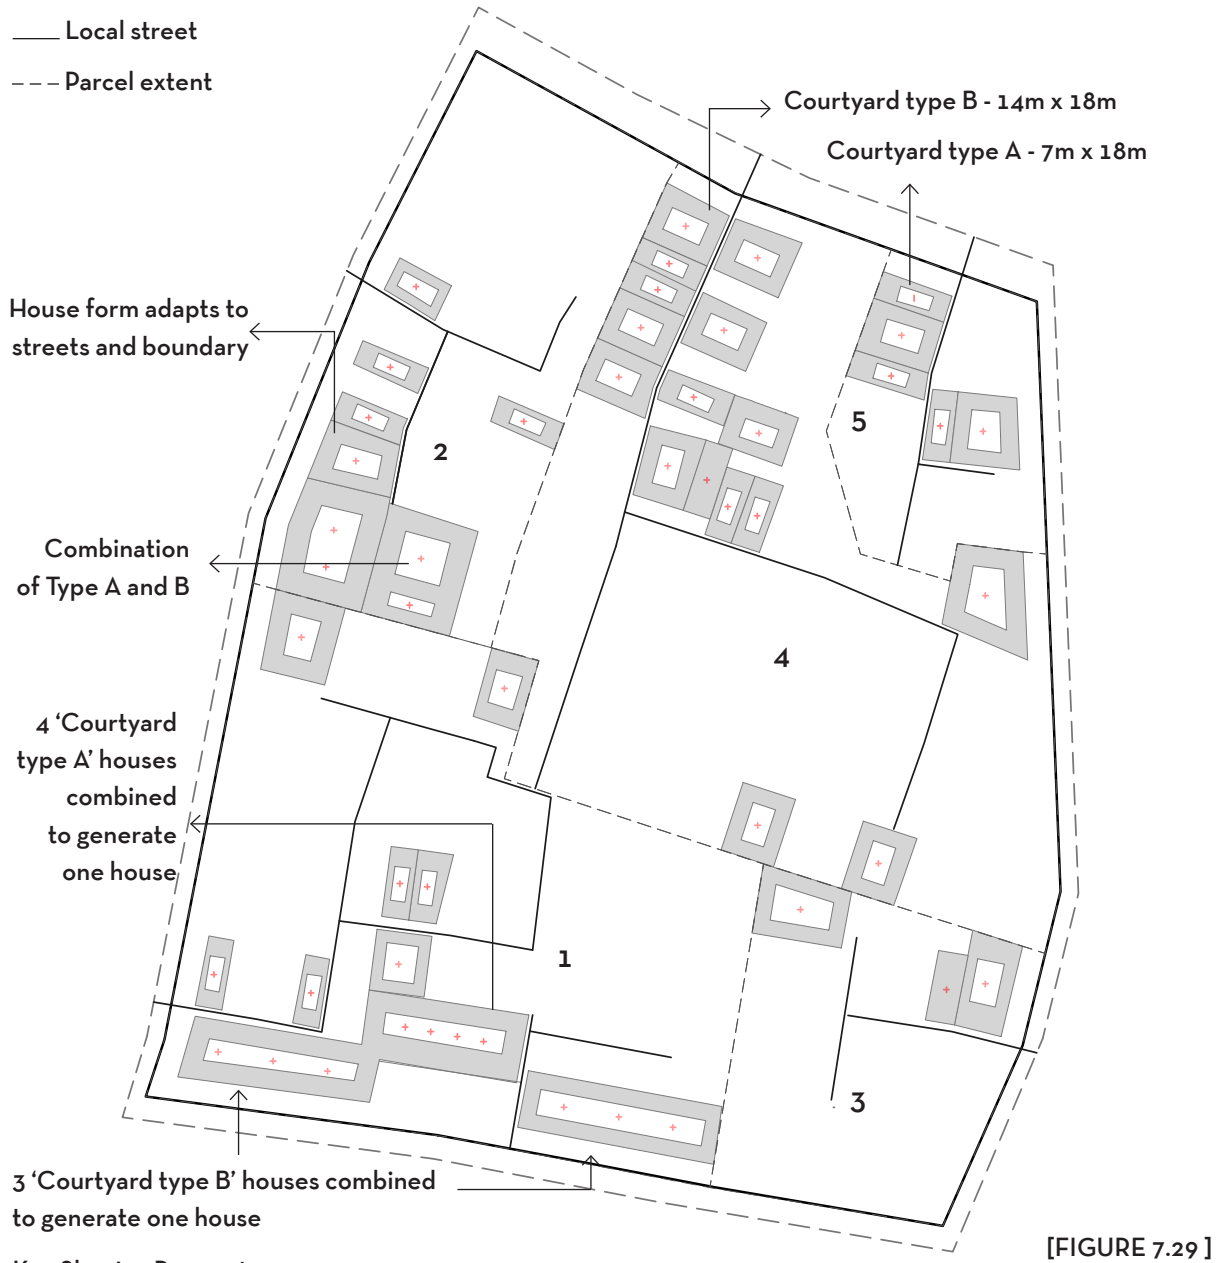 Local street
Parcel extent
Courtyard type B - 14m x 18m
Courtyard type A - 7m x 18m
House form adapts to
streets and boundary
5
2
Combination
of Type A and B
4
4 ‘Courtyard
type A’ houses
combined
to generate
one house
1
3
3 ‘Courtyard type B’ houses combined
to generate one house
[FIGURE 7.29 ]